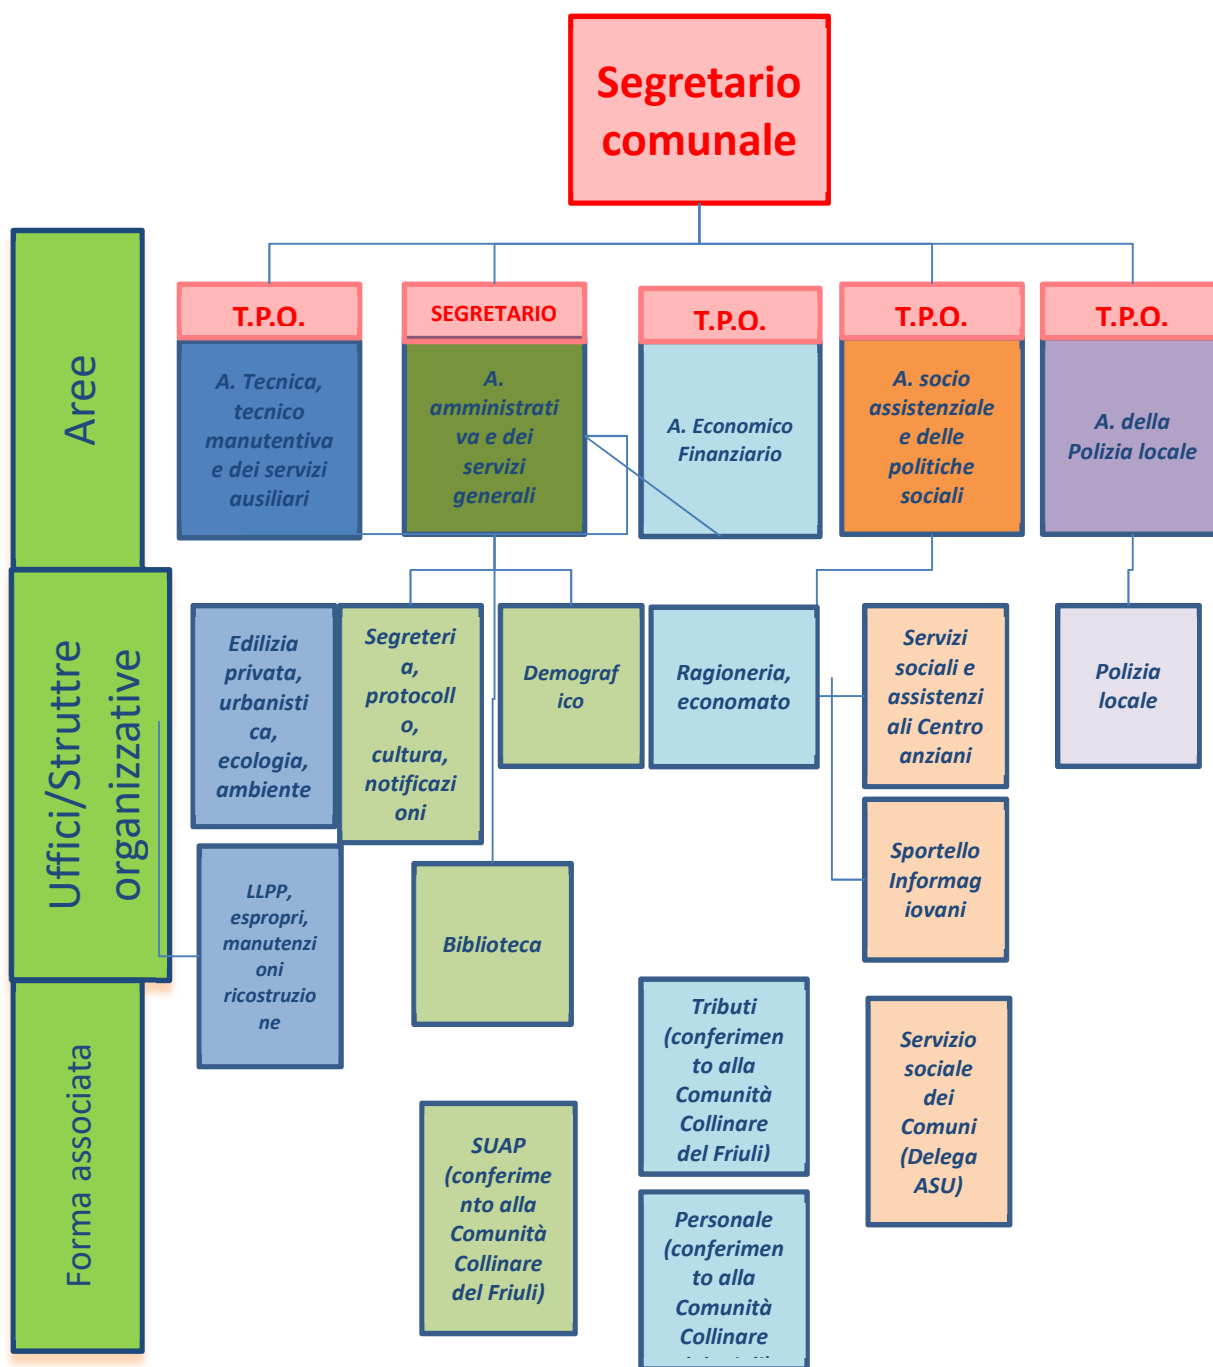 Segretario
comunale
Aree
T.P.O.
A. Tecnica,
tecnico
manutentiva
e dei servizi
ausiliari
SEGRETARIO
A.
amministrati
va e dei
servizi
generali
T.P.O.
A. Economico
Finanziario
T.P.O.
A. socio
assistenziale
e delle
politiche
sociali
T.P.O.
A. della
Polizia locale
Uffici/Struttre
organizzative
Edilizia
privata,
urbanisti
ca,
ecologia,
ambiente
Segreteri
a,
protocoll
o,
cultura,
notificazi
oni
Demograf
ico
Ragioneria,
economato
Servizi
sociali e
assistenzi
ali Centro
anziani
Polizia
locale
LLPP,
espropri,
manutenzi
oni
ricostruzio
ne
Biblioteca
Sportello
Informag
iovani
Forma associata
SUAP
(conferime
nto alla
Comunità
Collinare
del Friuli)
Tributi
(conferimen
to alla
Comunità
Collinare
del Friuli)
Servizio
sociale
dei
Comuni
(Delega
ASU)
Personale
(conferimen
to alla
Comunità
Collinare